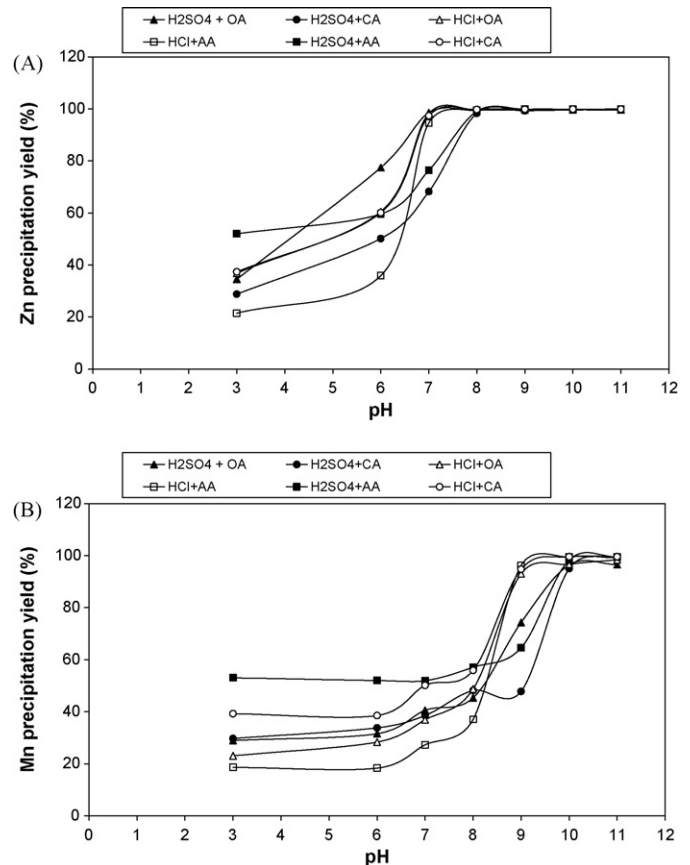 H2SO4 + OA H2SO4+CA HCl+OA
HCl+AA H2SO4+AA HCl+CA
(A)
120
100
80
60
40
20
0
Zn precipitation yield (%)
0 1 2 3 4 5 6 7 8 9 10 11 12
pH
H2SO4 + OA H2SO4+CA HCl+OA
HCl+AA H2SO4+AA HCl+CA
(B)
120
100
80
60
40
20
0
Mn precipitation yield (%)
0 1 2 3 4 5 6 7 8 9 10 11 12
pH